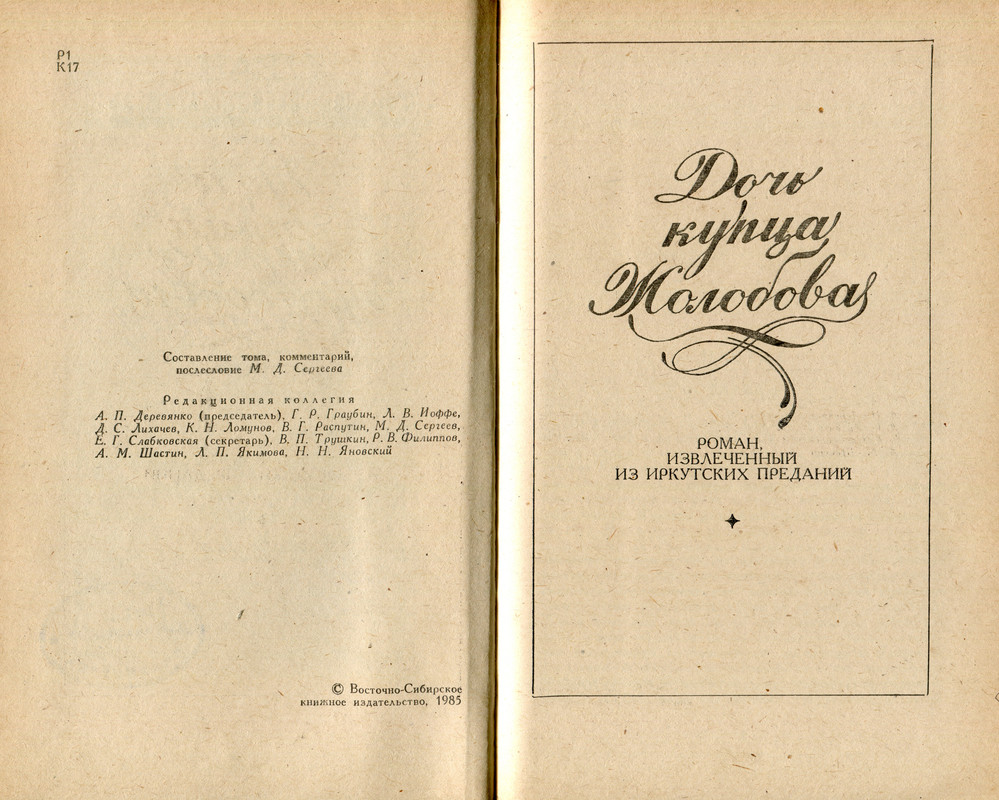 Р1
К17
Составление тома, комментарий,
послесловие М. Д. Сергеева
Редакционная коллегия
А. П. Деревянко (председатель), Г. Р. Граубин, Л. В. Иоффе,
Д. С. Лихачев, К. Н. Ломунов, В. Г. Распутин, М. Д. Сергеев,
Е. Г. Слабковская (секретарь), В. П. Трушкин, Р. В. Филиппов,
А. М. Шастин, Л. П. Якимова, Н. Н. Яновский
© Восточно-Сибирское
книжное издательство, 1985
Дочь
купца
Жолобова
РОМАН,
ИЗВЛЕЧЕННЫЙ
ИЗ ИРКУТСКИХ ПРЕДАНИЙ